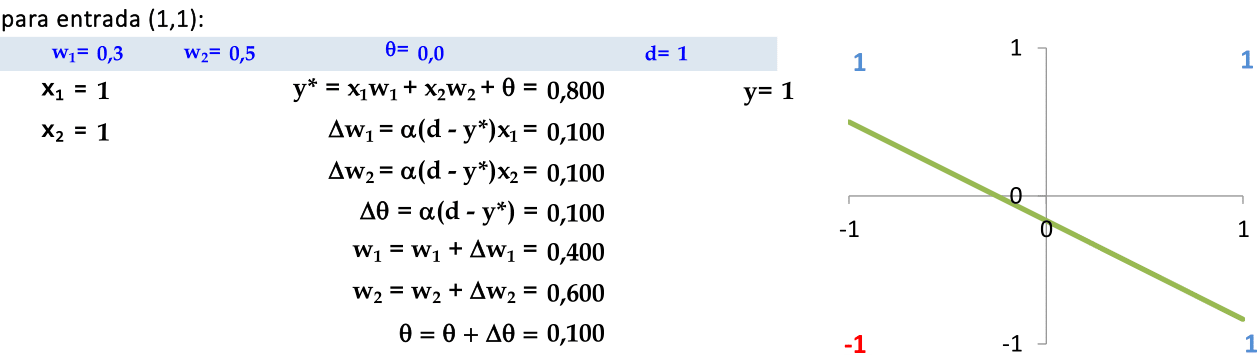 para entrada (1,1):
w₁= 0,3 w₂= 0,5 θ= 0,0 d= 1
x₁ = 1 y* = x₁w₁ + x₂w₂ + θ = 0,800 y= 1
x₂ = 1 Δw₁ = α(d - y*)x₁ = 0,100
Δw₂ = α(d - y*)x₂ = 0,100
Δθ = α(d - y*) = 0,100
w₁ = w₁ + Δw₁ = 0,400
w₂ = w₂ + Δw₂ = 0,600
θ = θ + Δθ = 0,100
1
1 1
0
-1 0 1
-1 -1 1